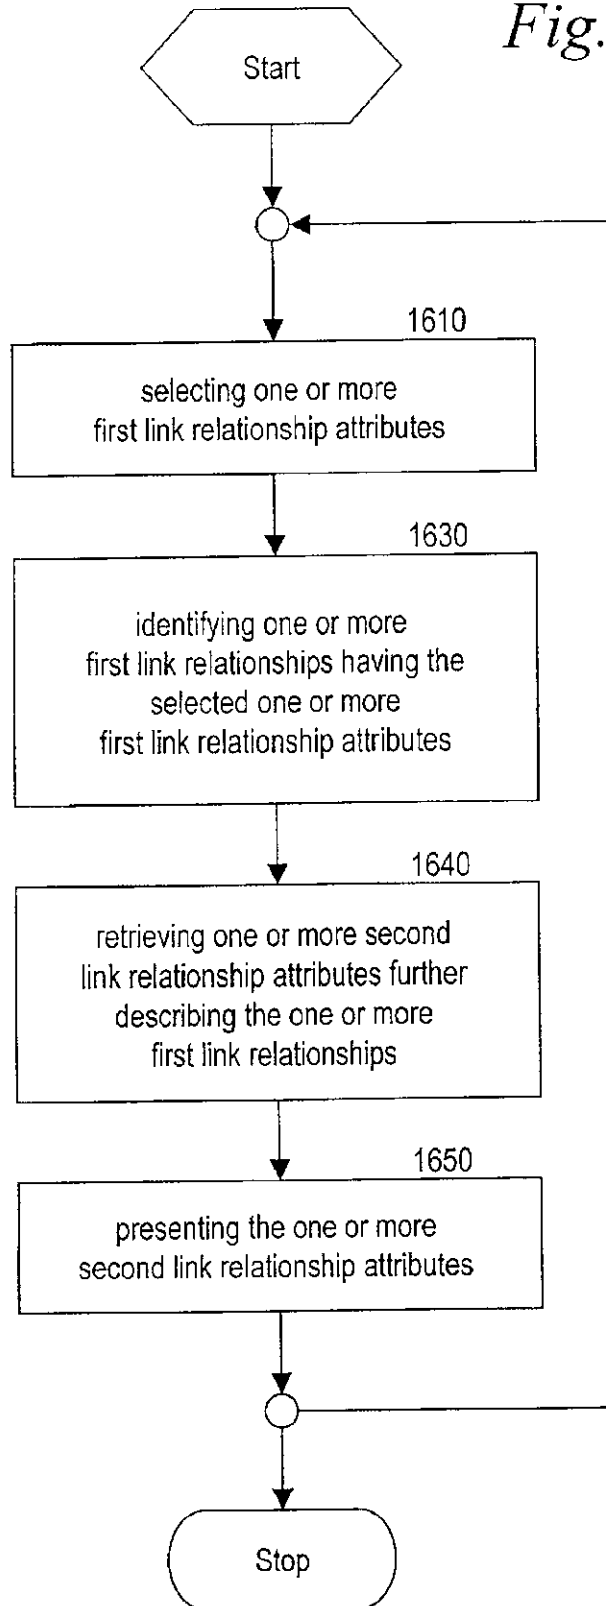 Fig.
Start
1610
selecting one or more
first link relationship attributes
1630
identifying one or more
first link relationships having the
selected one or more
first link relationship attributes
1640
retrieving one or more second
link relationship attributes further
describing the one or more
first link relationships
1650
presenting the one or more
second link relationship attributes
Stop